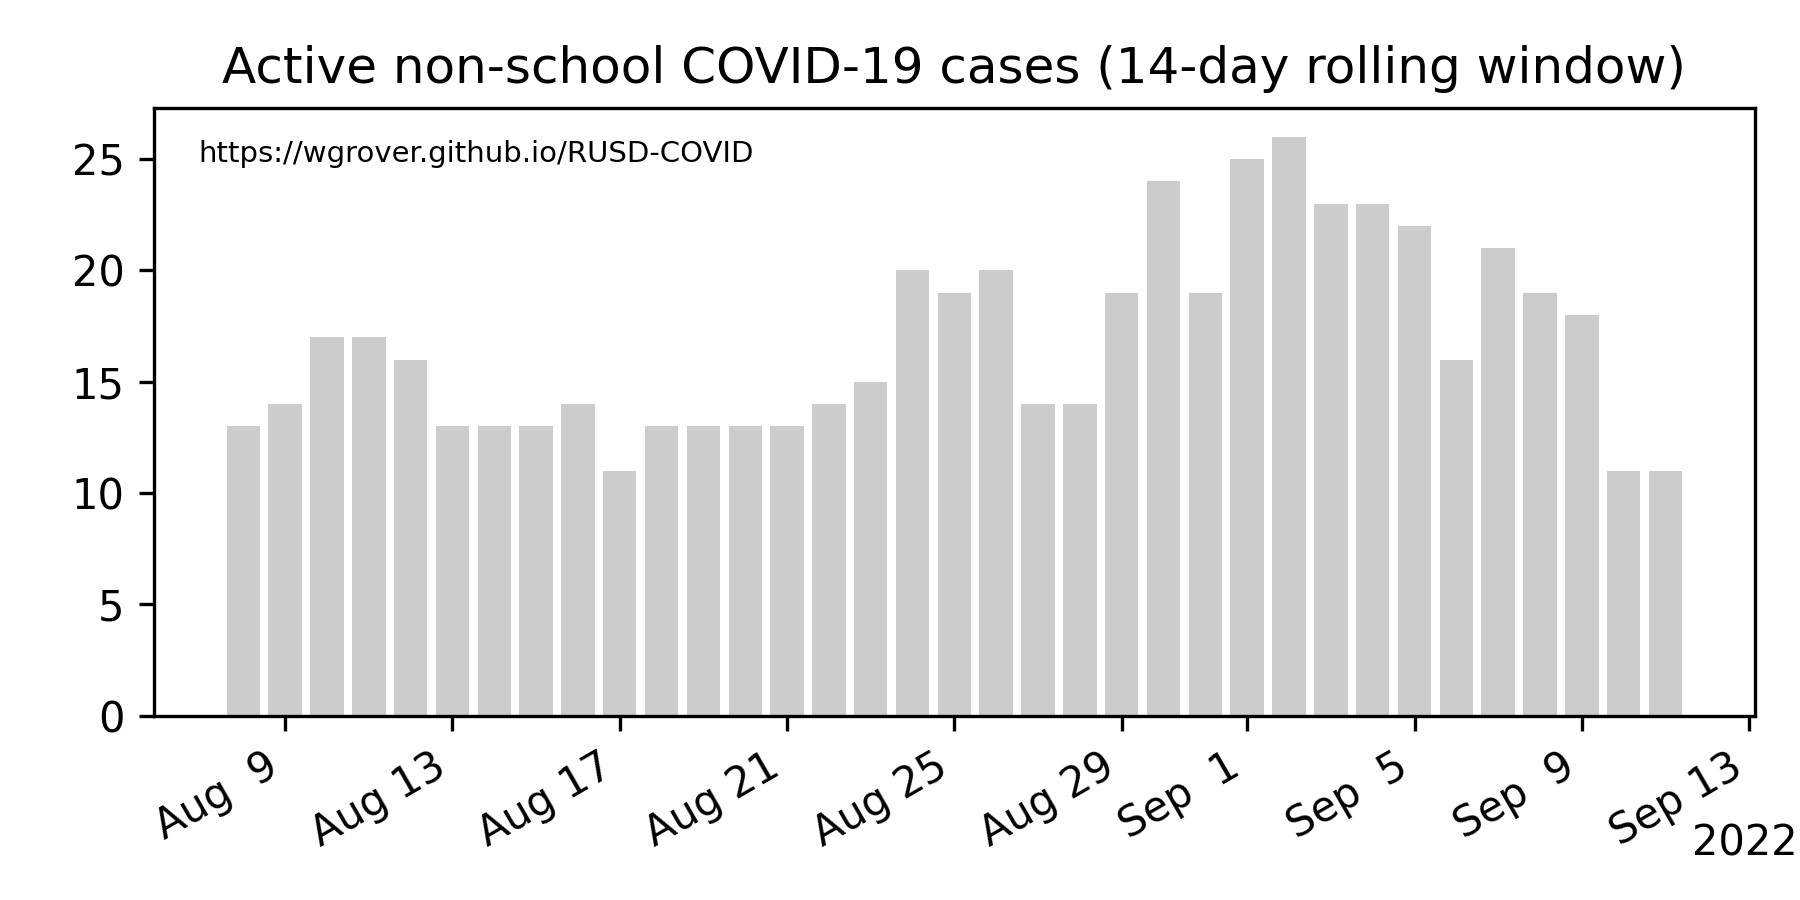 Active non-school COVID-19 cases (14-day rolling window)
https://wgrover.github.io/RUSD-COVID
25
20
15
10
5
0
Aug 9
Aug 13
Aug 17
Aug 21
Aug 25
Aug 29
Sep 1
Sep 5
Sep 9
Sep 13
2022